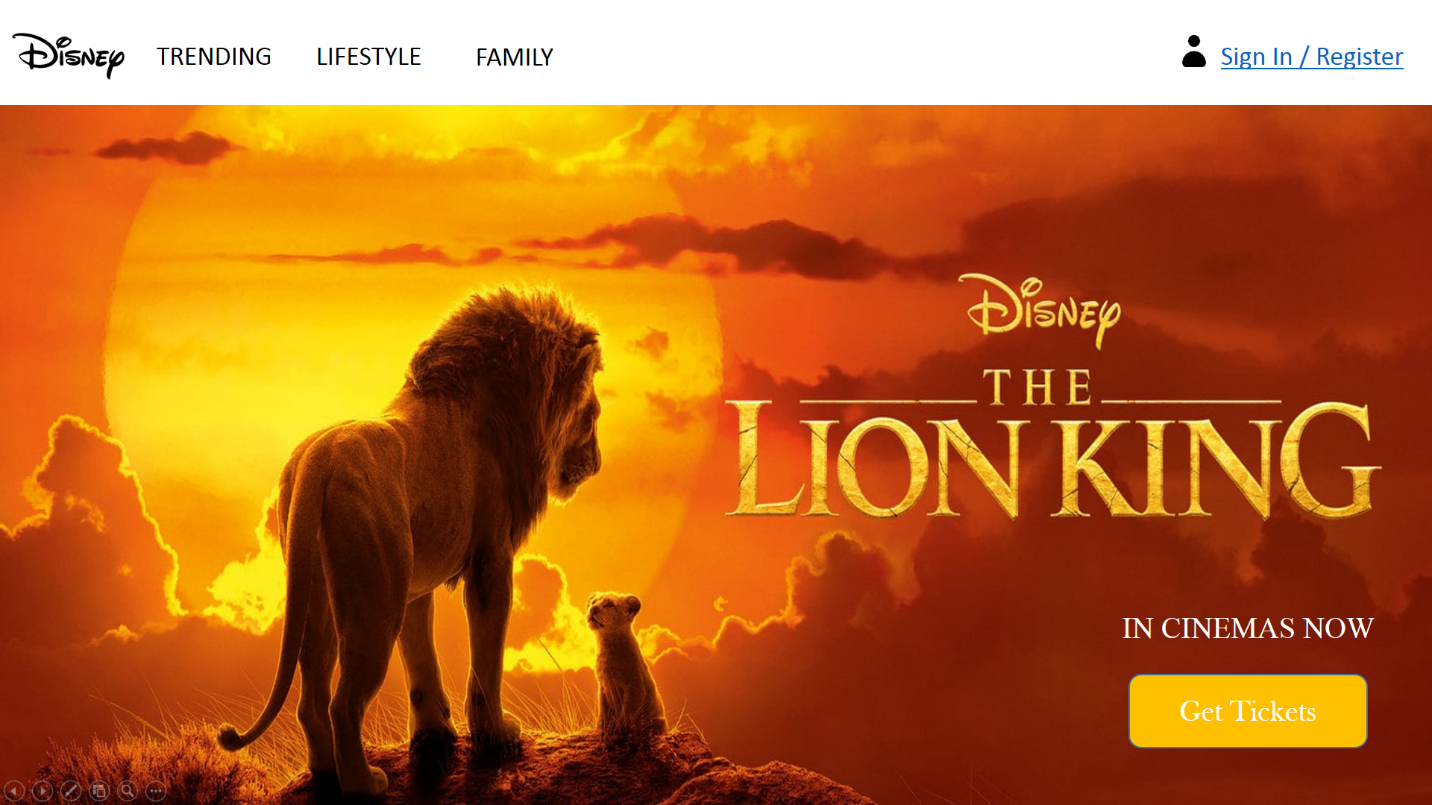 Disney TRENDING LIFESTYLE FAMILY Sign In / Register
Disney
THE
LION KING
IN CINEMAS NOW
Get Tickets